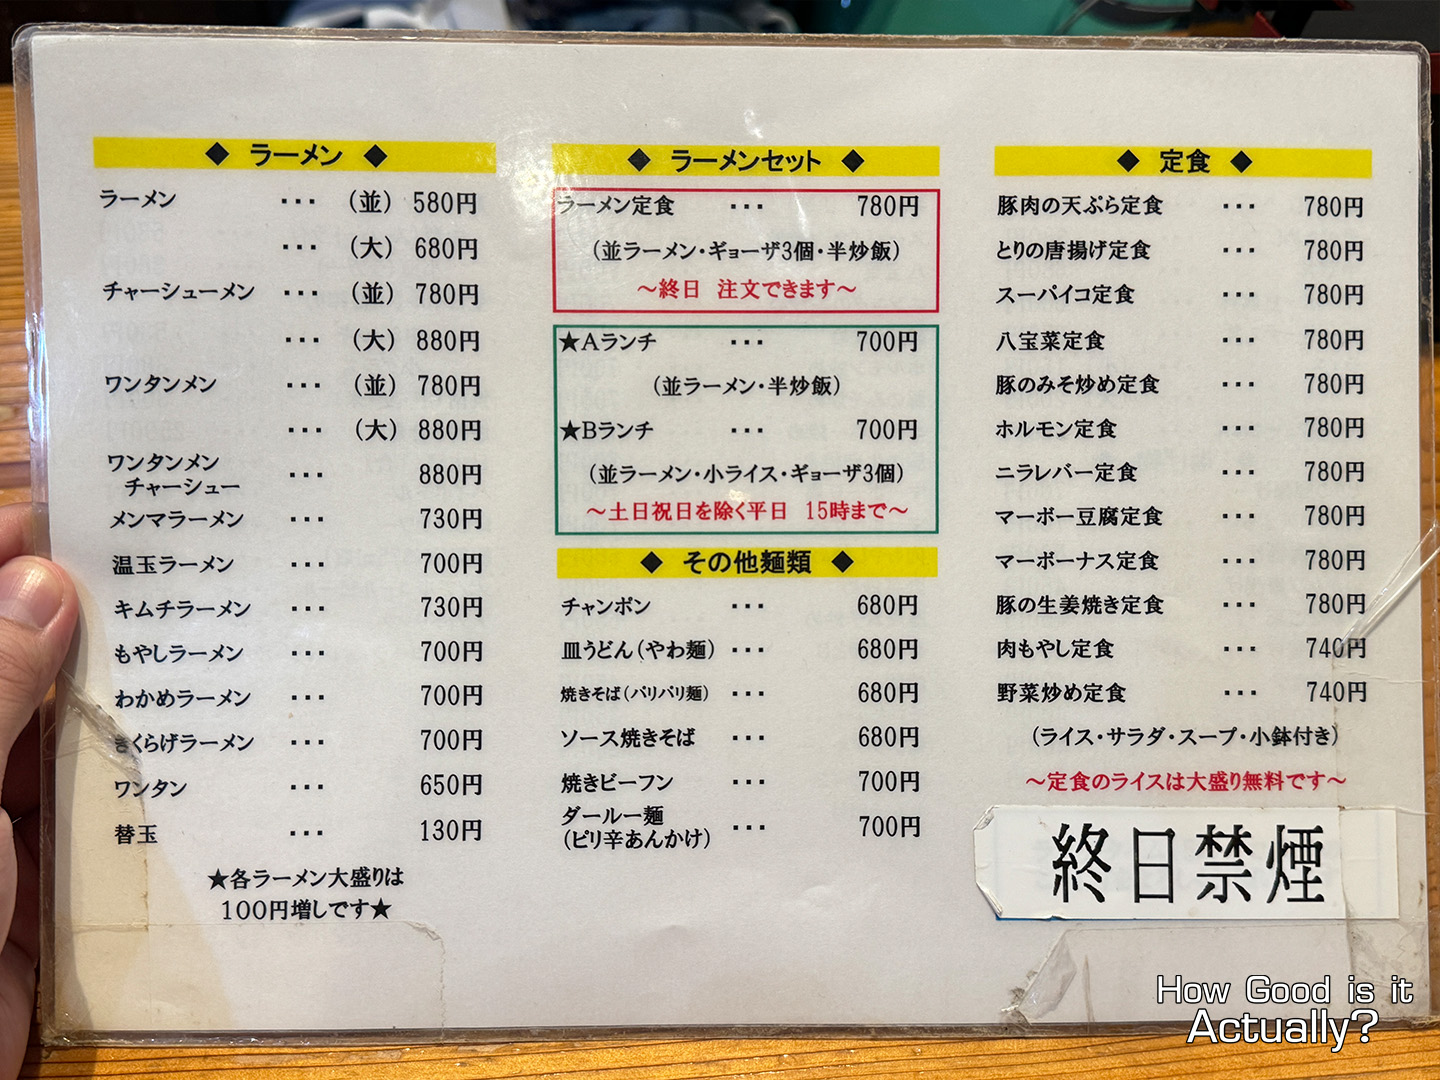 ◆ ラーメン ◆
ラーメン ・・・ （並） 580円
・・・ （大） 680円
チャーシューメン ・・・ （並） 780円
・・・ （大） 880円
ワンタンメン ・・・ （並） 780円
・・・ （大） 880円
ワンタンメン
チャーシュー ・・・ 880円
メンマラーメン ・・・ 730円
温玉ラーメン ・・・ 700円
キムチラーメン ・・・ 730円
もやしラーメン ・・・ 700円
わかめラーメン ・・・ 700円
きくらげラーメン ・・・ 700円
ワンタン ・・・ 650円
替玉 ・・・ 130円
★各ラーメン大盛りは
100円増しです★
◆ ラーメンセット ◆
ラーメン定食 ・・・ 780円
（並ラーメン・ギョーザ3個・半炒飯）
～終日 注文できます～
★Aランチ ・・・ 700円
（並ラーメン・半炒飯）
★Bランチ ・・・ 700円
（並ラーメン・小ライス・ギョーザ3個）
～土日祝日を除く平日 15時まで～
◆ その他麺類 ◆
チャンポン ・・・ 680円
皿うどん（やわ麺） ・・・ 680円
焼きそば（パリパリ麺） ・・・ 680円
ソース焼きそば ・・・ 680円
焼きビーフン ・・・ 700円
ダールー麺
（ピリ辛あんかけ） ・・・ 700円
◆ 定食 ◆
豚肉の天ぷら定食 ・・・ 780円
とりの唐揚げ定食 ・・・ 780円
スーパイコ定食 ・・・ 780円
八宝菜定食 ・・・ 780円
豚のみそ炒め定食 ・・・ 780円
ホルモン定食 ・・・ 780円
ニラレバー定食 ・・・ 780円
マーボー豆腐定食 ・・・ 780円
マーボーナス定食 ・・・ 780円
豚の生姜焼き定食 ・・・ 780円
肉もやし定食 ・・・ 740円
野菜炒め定食 ・・・ 740円
（ライス・サラダ・スープ・小鉢付き）
～定食のライスは大盛り無料です～
終日禁煙
How Good is it
Actually?